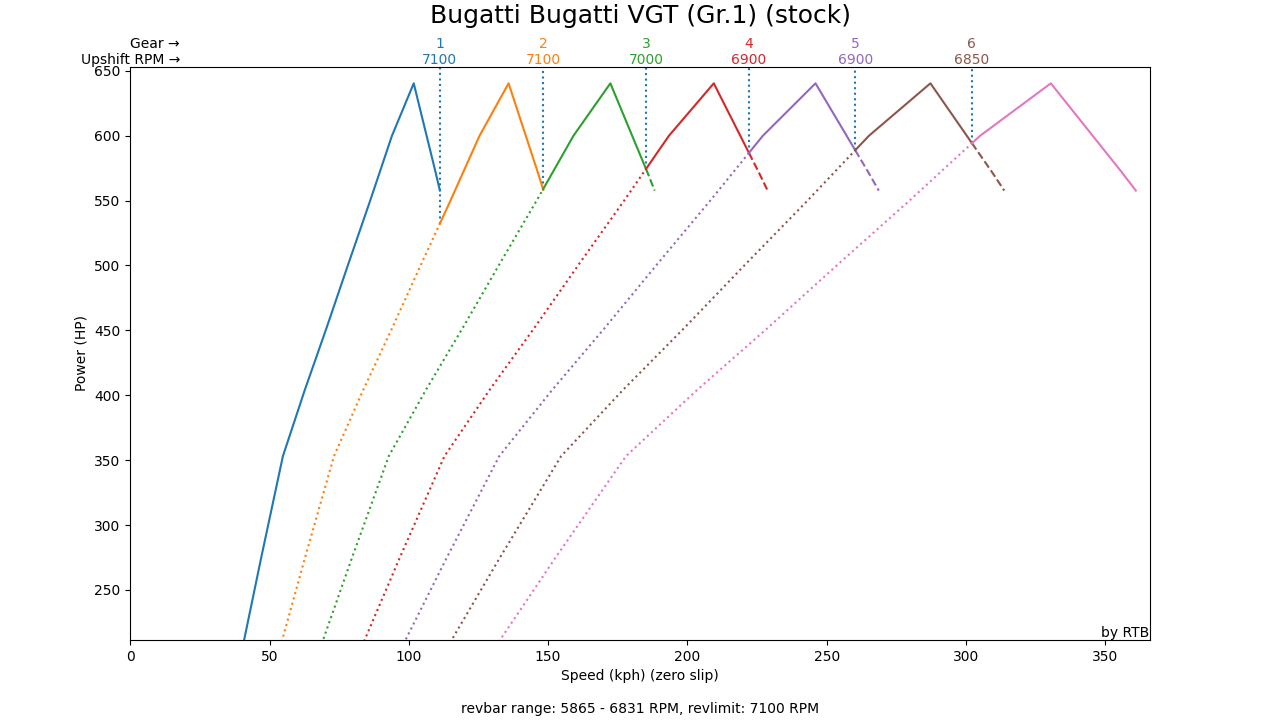 Bugatti Bugatti VGT (Gr.1) (stock)
Gear → 1 2 3 4 5 6
Upshift RPM → 7100 7100 7000 6900 6900 6850
650
600
550
500
450
400
350
300
250
Power (HP)
by RTB
0 50 100 150 200 250 300 350
Speed (kph) (zero slip)
revbar range: 5865 - 6831 RPM, revlimit: 7100 RPM